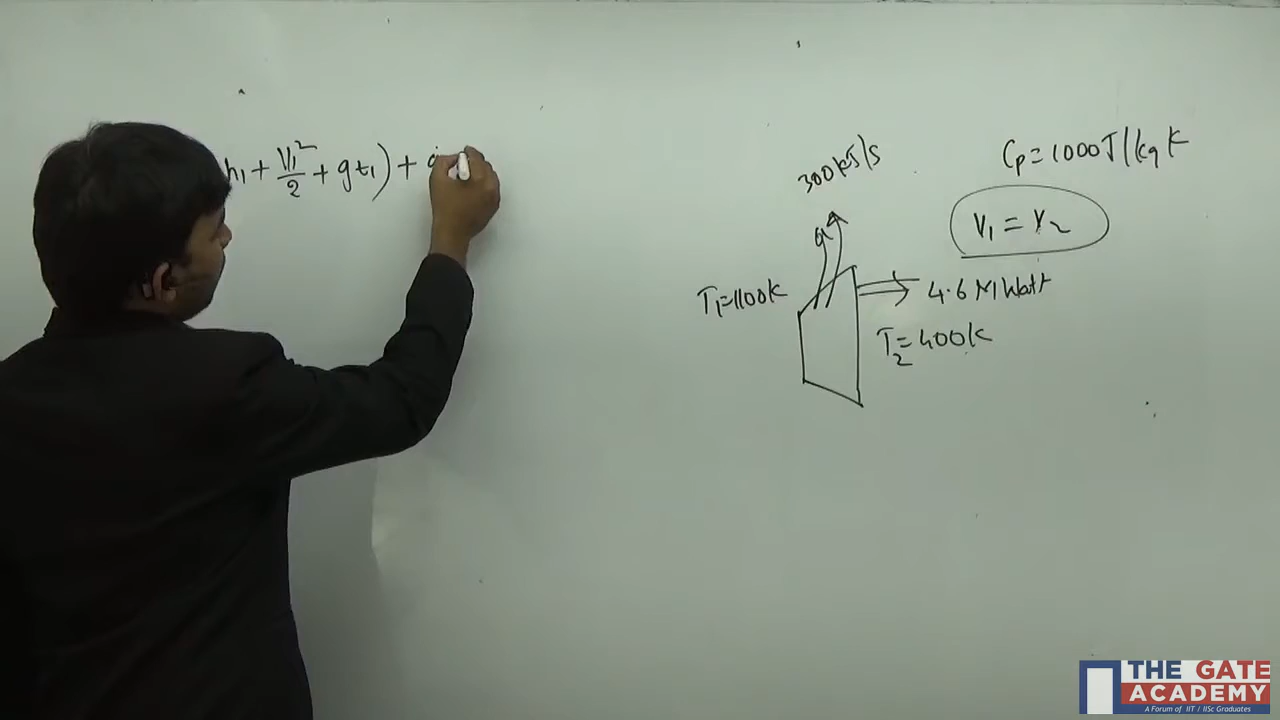 h₁ + V₁²/2 + gz₁) + q̇
300 kJ/s
Cp = 1000 J/kg K
V₁ = V₂
T₁=1100K
4.6 M Watt
T₂ = 400K
THE GATE
ACADEMY
A Forum of IIT / IISc Graduates